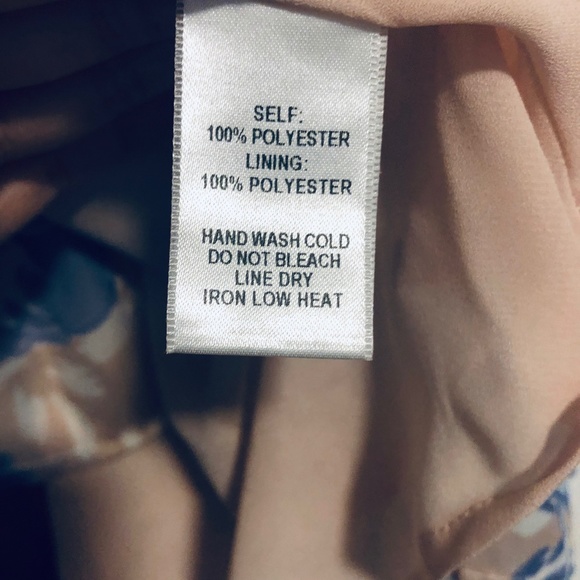 SELF:
100% POLYESTER
LINING:
100% POLYESTER
HAND WASH COLD
DO NOT BLEACH
LINE DRY
IRON LOW HEAT